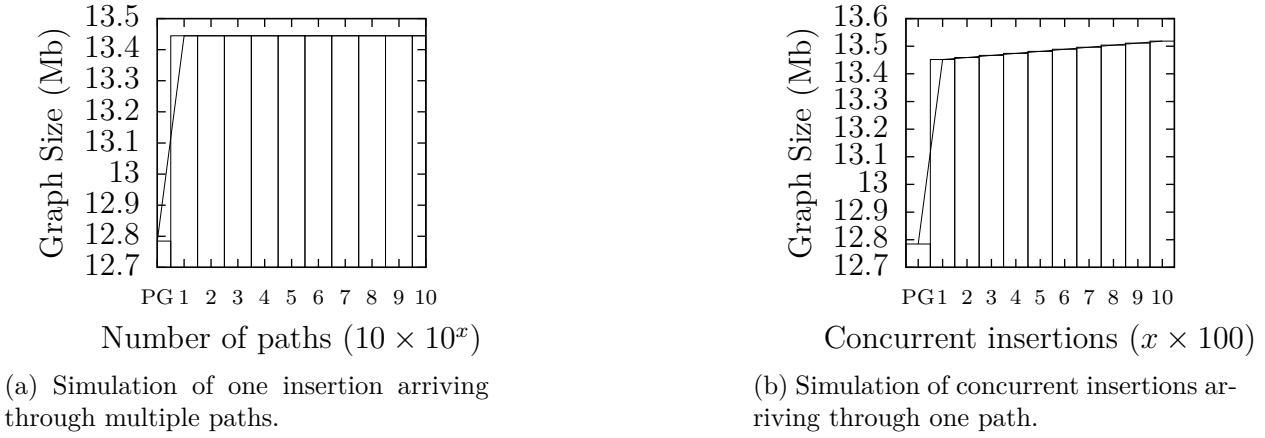 13.5
13.4
13.3
13.2
13.1
13
12.9
12.8
12.7
Graph Size (Mb)
PG 1 2 3 4 5 6 7 8 9 10
Number of paths (10 × 10^x)
(a) Simulation of one insertion arriving
through multiple paths.
13.6
13.5
13.4
13.3
13.2
13.1
13
12.9
12.8
12.7
Graph Size (Mb)
PG 1 2 3 4 5 6 7 8 9 10
Concurrent insertions (x × 100)
(b) Simulation of concurrent insertions ar-
riving through one path.